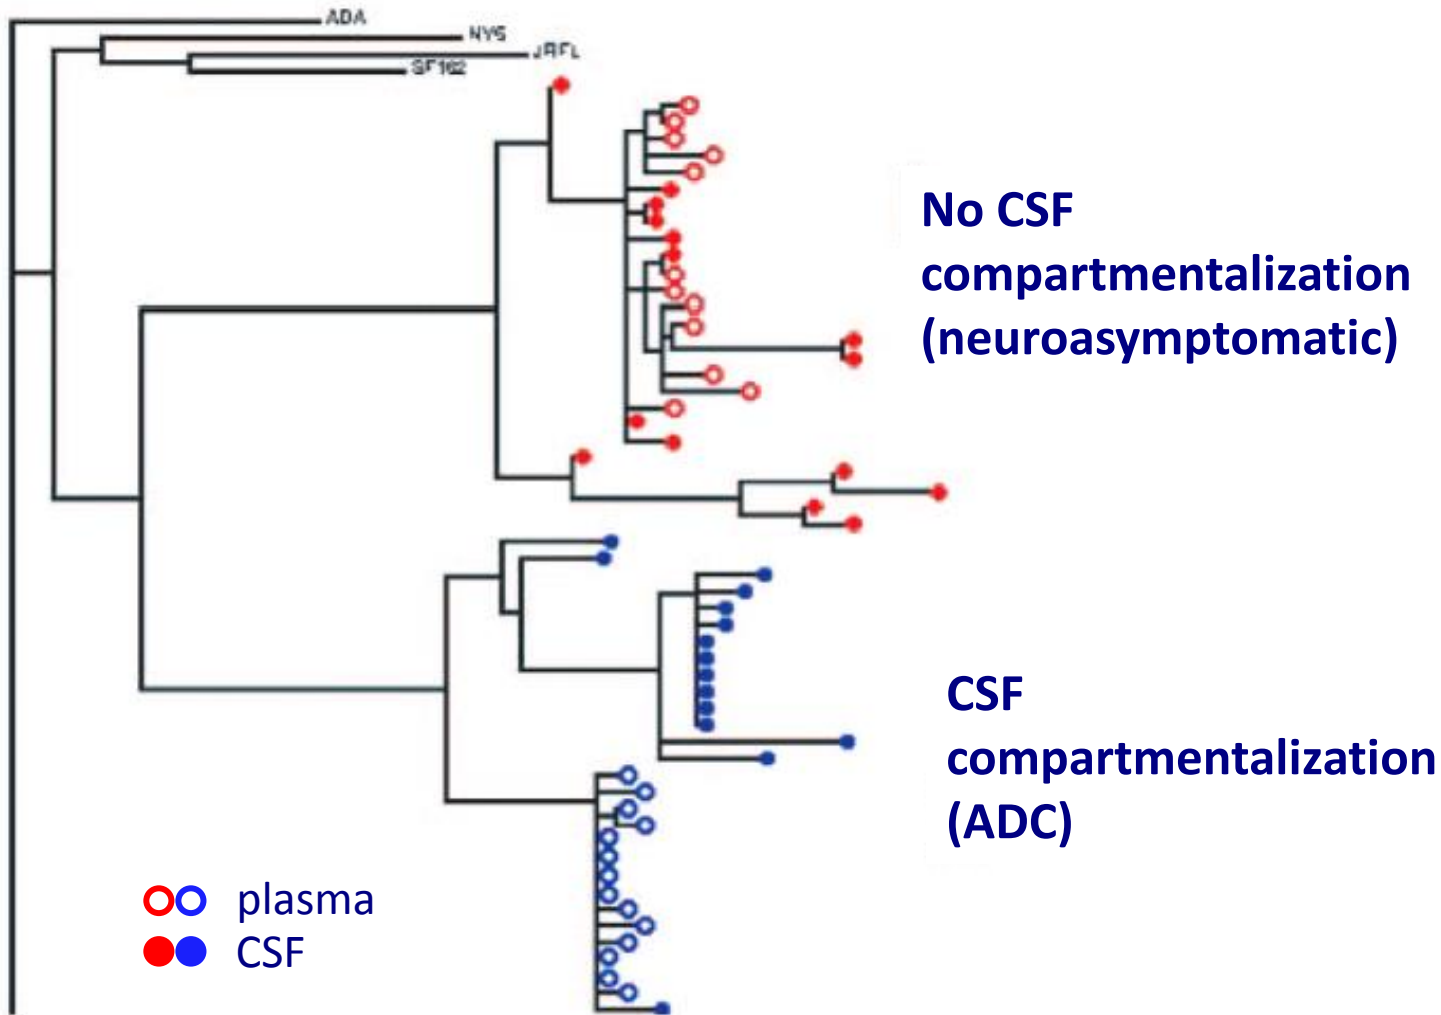 ADA
NY5
JRFL
SF162
No CSF
compartmentalization
(neuroasymptomatic)
CSF
compartmentalization
(ADC)
plasma
CSF